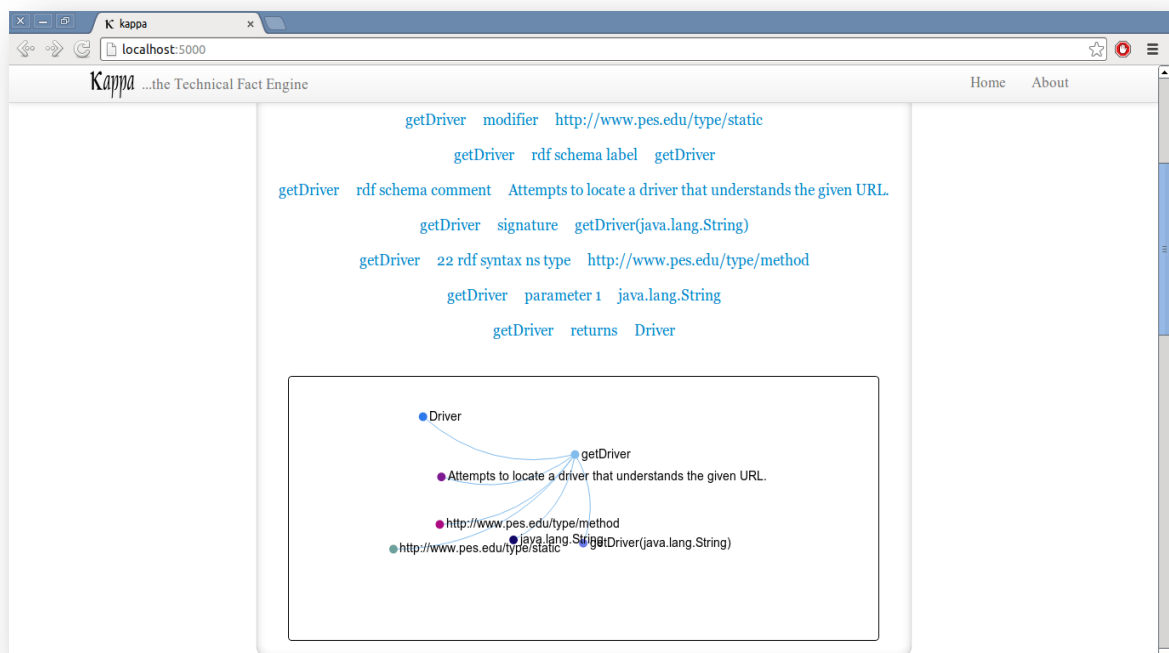 K kappa
localhost:5000
Kappa ...the Technical Fact Engine Home About
getDriver modifier http://www.pes.edu/type/static
getDriver rdf schema label getDriver
getDriver rdf schema comment Attempts to locate a driver that understands the given URL.
getDriver signature getDriver(java.lang.String)
getDriver 22 rdf syntax ns type http://www.pes.edu/type/method
getDriver parameter 1 java.lang.String
getDriver returns Driver
Driver
getDriver
Attempts to locate a driver that understands the given URL.
http://www.pes.edu/type/method
java.lang.String
getDriver(java.lang.String)
http://www.pes.edu/type/static